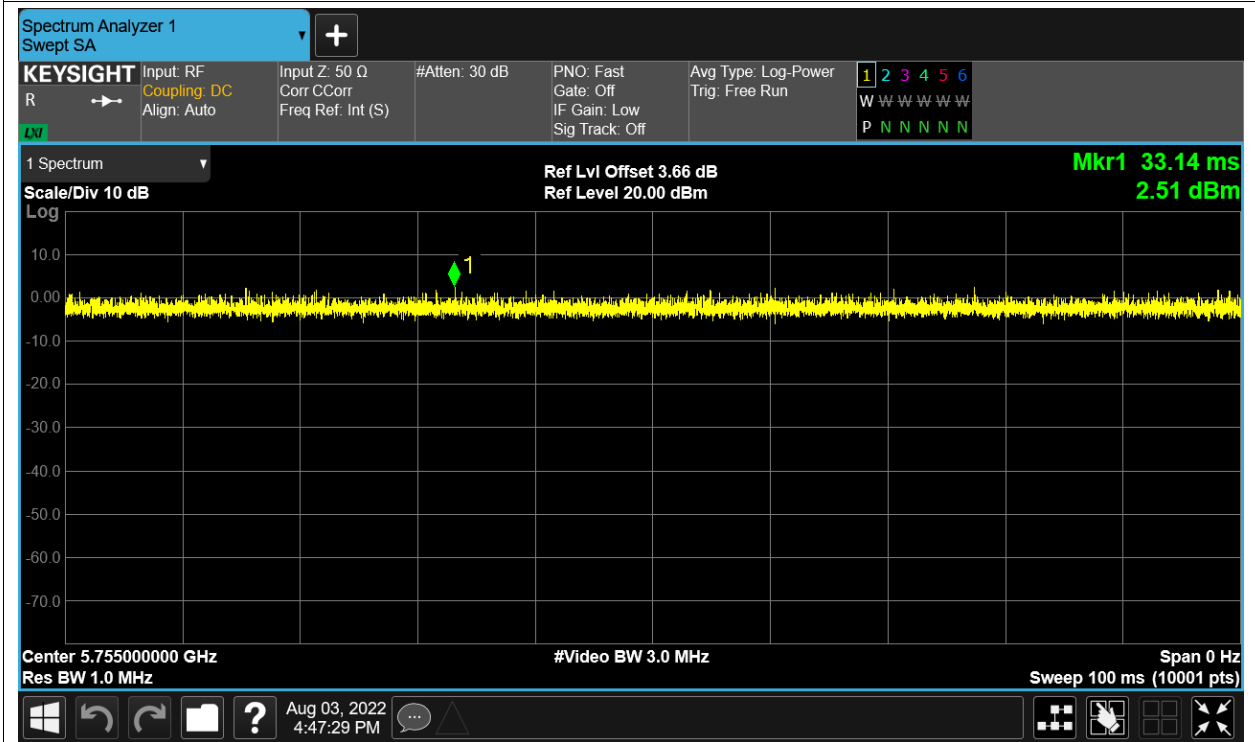 Spectrum Analyzer 1
Swept SA
+
KEYSIGHT Input: RF Input Z: 50 Ω #Atten: 30 dB PNO: Fast Avg Type: Log-Power 1 2 3 4 5 6
R Coupling: DC Corr CCorr Gate: Off Trig: Free Run W W W W W W
Align: Auto Freq Ref: Int (S) IF Gain: Low
LXI Sig Track: Off P N N N N N
1 Spectrum Ref Lvl Offset 3.66 dB Mkr1 33.14 ms
Scale/Div 10 dB Ref Level 20.00 dBm 2.51 dBm
Log
10.0
1
0.00
-10.0
-20.0
-30.0
-40.0
-50.0
-60.0
-70.0
Center 5.755000000 GHz #Video BW 3.0 MHz Span 0 Hz
Res BW 1.0 MHz Sweep 100 ms (10001 pts)
? Aug 03, 2022
4:47:29 PM